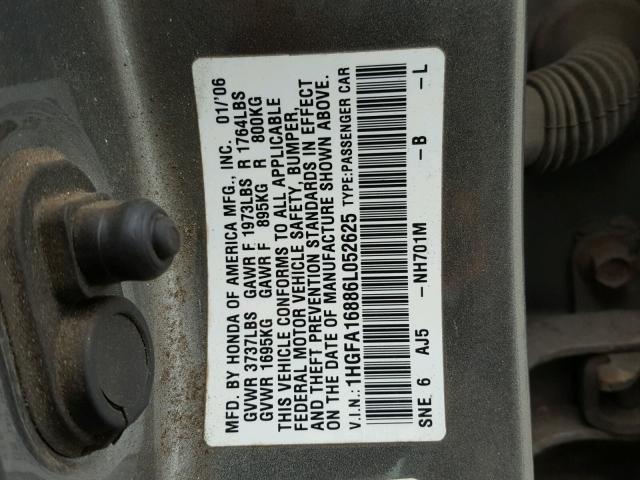 MFD. BY HONDA OF AMERICA MFG., INC. 01/'06
GVWR 3737LBS GAWR F 1973LBS R 1764LBS
GVWR 1695KG GAWR F 895KG R 800KG
THIS VEHICLE CONFORMS TO ALL APPLICABLE
FEDERAL MOTOR VEHICLE SAFETY, BUMPER,
AND THEFT PREVENTION STANDARDS IN EFFECT
ON THE DATE OF MANUFACTURE SHOWN ABOVE.
V.I.N.: 1HGFA16886L052625 TYPE:PASSENGER CAR
SNE. 6 AJ5 -NH701M -B -L